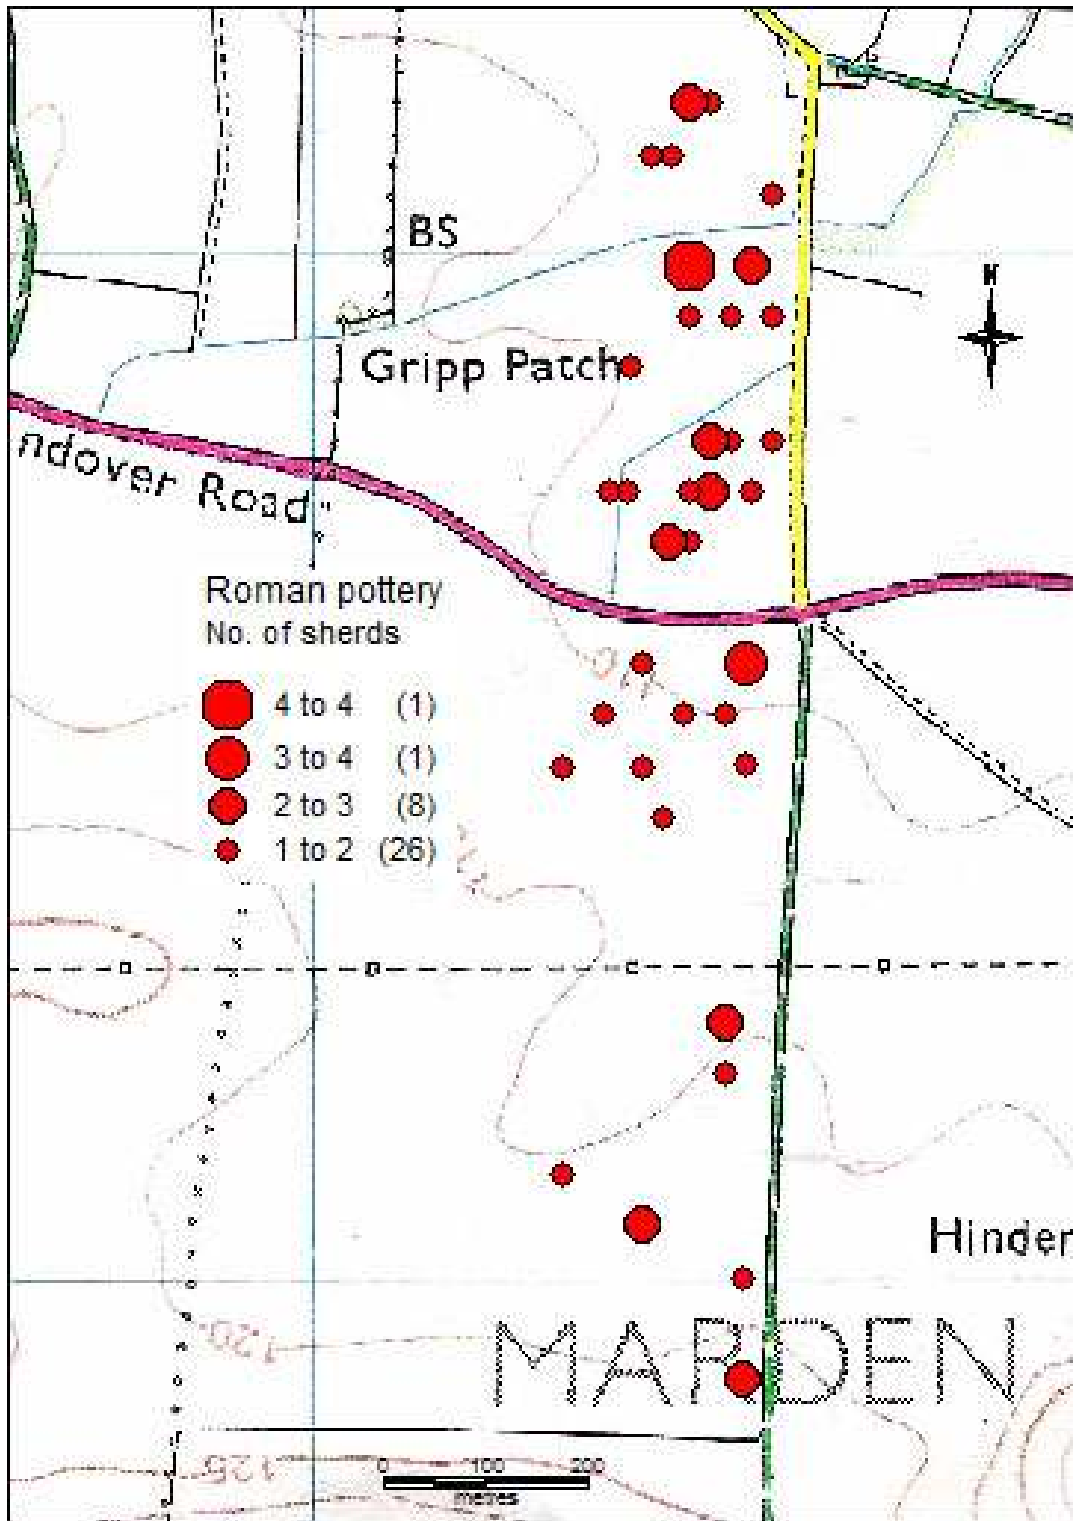 BS
N
Gripp Patch
ndover Road
Roman pottery
No. of sherds
4 to 4 (1)
3 to 4 (1)
2 to 3 (8)
1 to 2 (26)
110
Hinder
120
MARDEN
125
0 100 200
metres